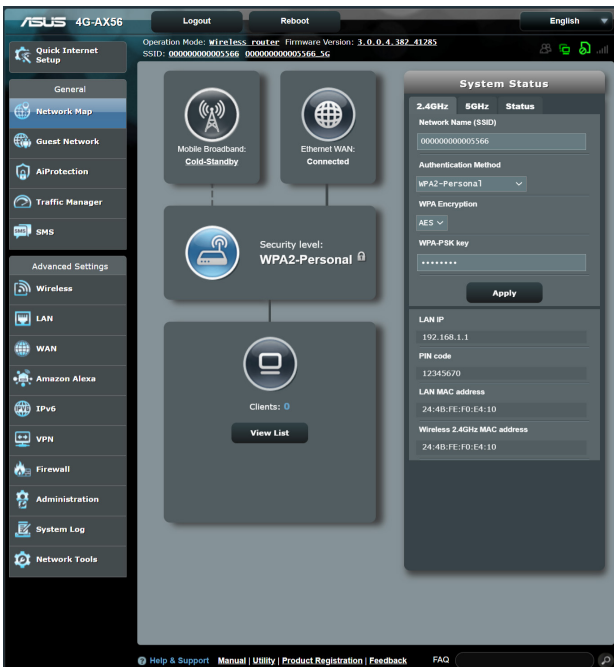 ASUS 4G-AX56 Logout Reboot English
Operation Mode: Wireless router Firmware Version: 3.0.0.4.382_41285
SSID: 000000000005566 000000000005566_5G
Quick Internet
Setup
General
Network Map
Guest Network
AiProtection
Traffic Manager
SMS
SMS
Advanced Settings
Wireless
LAN
WAN
Amazon Alexa
IPv6
VPN
Firewall
Administration
System Log
Network Tools
Mobile Broadband:
Cold-Standby
Ethernet WAN:
Connected
Security level:
WPA2-Personal
Clients: 0
View List
System Status
2.4GHz 5GHz Status
Network Name (SSID)
000000000005566
Authentication Method
WPA2-Personal
WPA Encryption
AES
WPA-PSK key
••••••••
Apply
LAN IP
192.168.1.1
PIN code
12345670
LAN MAC address
24:4B:FE:F0:E4:10
Wireless 2.4GHz MAC address
24:4B:FE:F0:E4:10
Help & Support Manual | Utility | Product Registration | Feedback FAQ